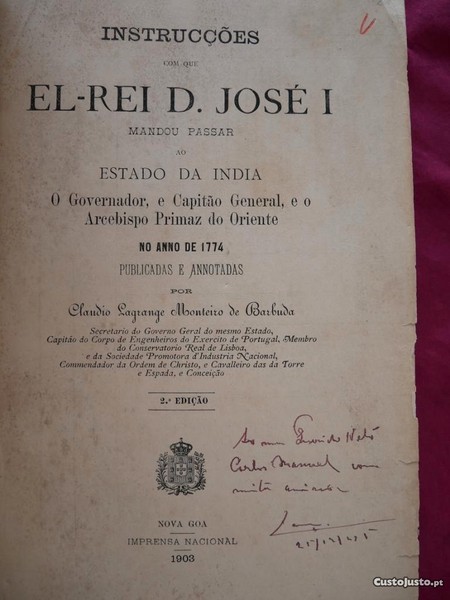 INSTRUCÇÕES
COM QUE
EL-REI D. JOSÉ I
MANDOU PASSAR
AO
ESTADO DA INDIA
O Governador, e Capitão General, e o
Arcebispo Primaz do Oriente
NO ANNO DE 1774
PUBLICADAS E ANNOTADAS
POR
Claudio Lagrange Monteiro de Barbuda
Secretario do Governo Geral do mesmo Estado,
Capitão do Corpo de Engenheiros do Exercito de Portugal, Membro
do Conservatorio Real de Lisboa,
e da Sociedade Promotora d'Industria Nacional,
Commendador da Ordem de Christo, e Cavalleiro das da Torre
e Espada, e Conceição
2.ª EDIÇÃO
Ao meu Neto
Carlos Manuel com
NOVA GOA
IMPRENSA NACIONAL
1903
CustoJusto.pt